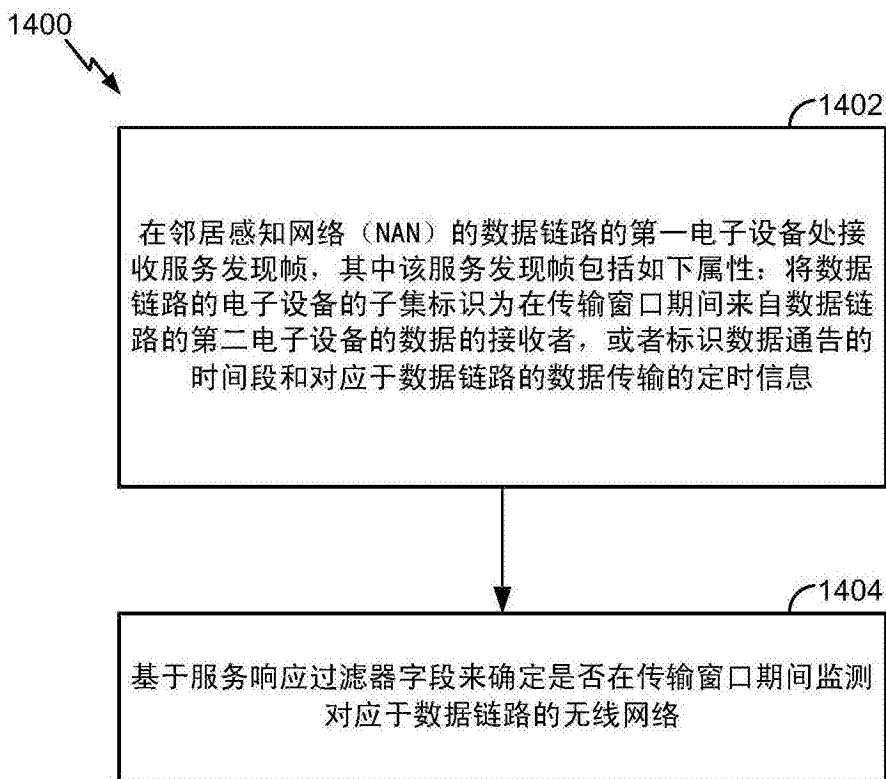 1400
1402
在邻居感知网络（NAN）的数据链路的第一电子设备处接
收服务发现帧，其中该服务发现帧包括如下属性：将数据
链路的电子设备的子集标识为在传输窗口期间来自数据链
路的第二电子设备的数据的接收者，或者标识数据通告的
时间段和对应于数据链路的数据传输的定时信息
1404
基于服务响应过滤器字段来确定是否在传输窗口期间监测
对应于数据链路的无线网络